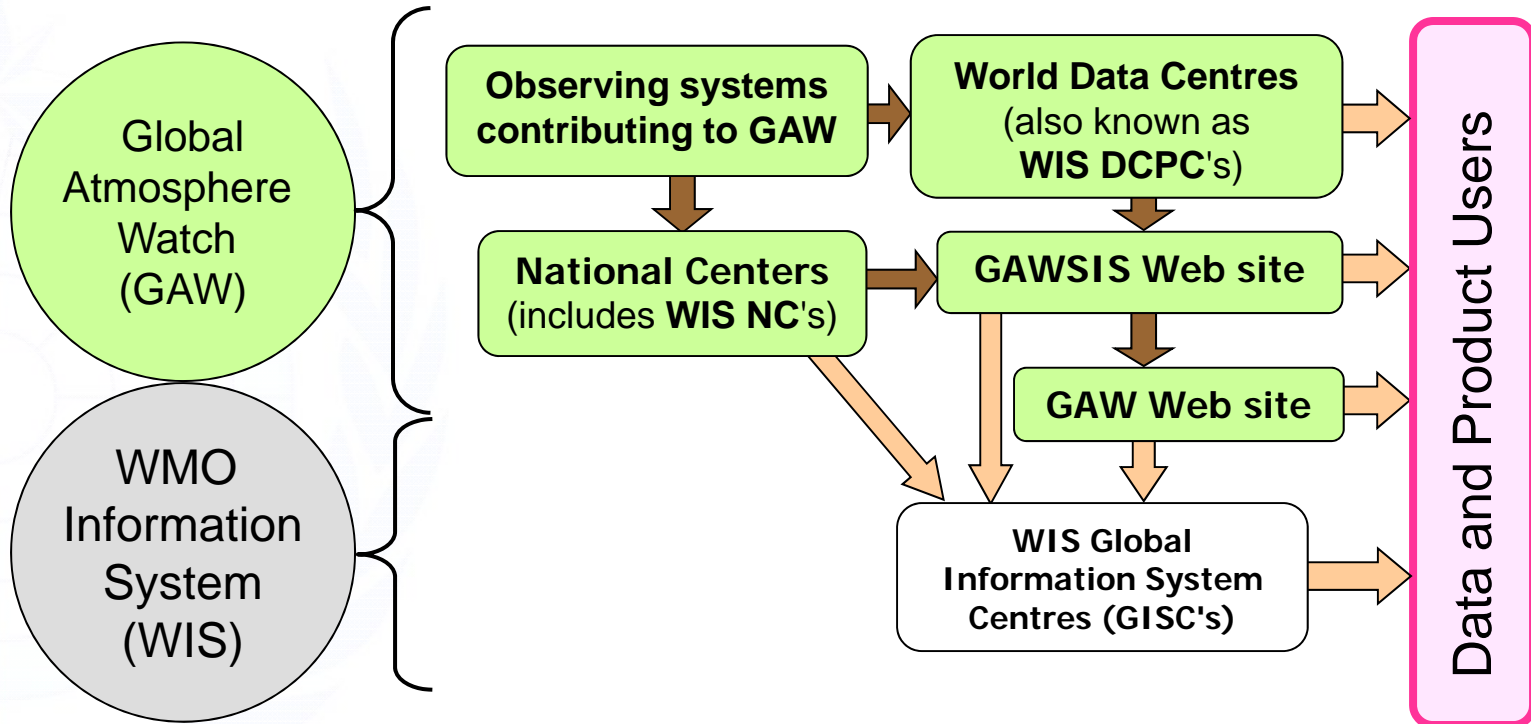 Global
Atmosphere
Watch
(GAW)
WMO
Information
System
(WIS)
Observing systems
contributing to GAW
World Data Centres
(also known as
WIS DCPC's)
National Centers
(includes WIS NC's)
GAWSIS Web site
GAW Web site
WIS Global
Information System
Centres (GISC's)
Data and Product Users